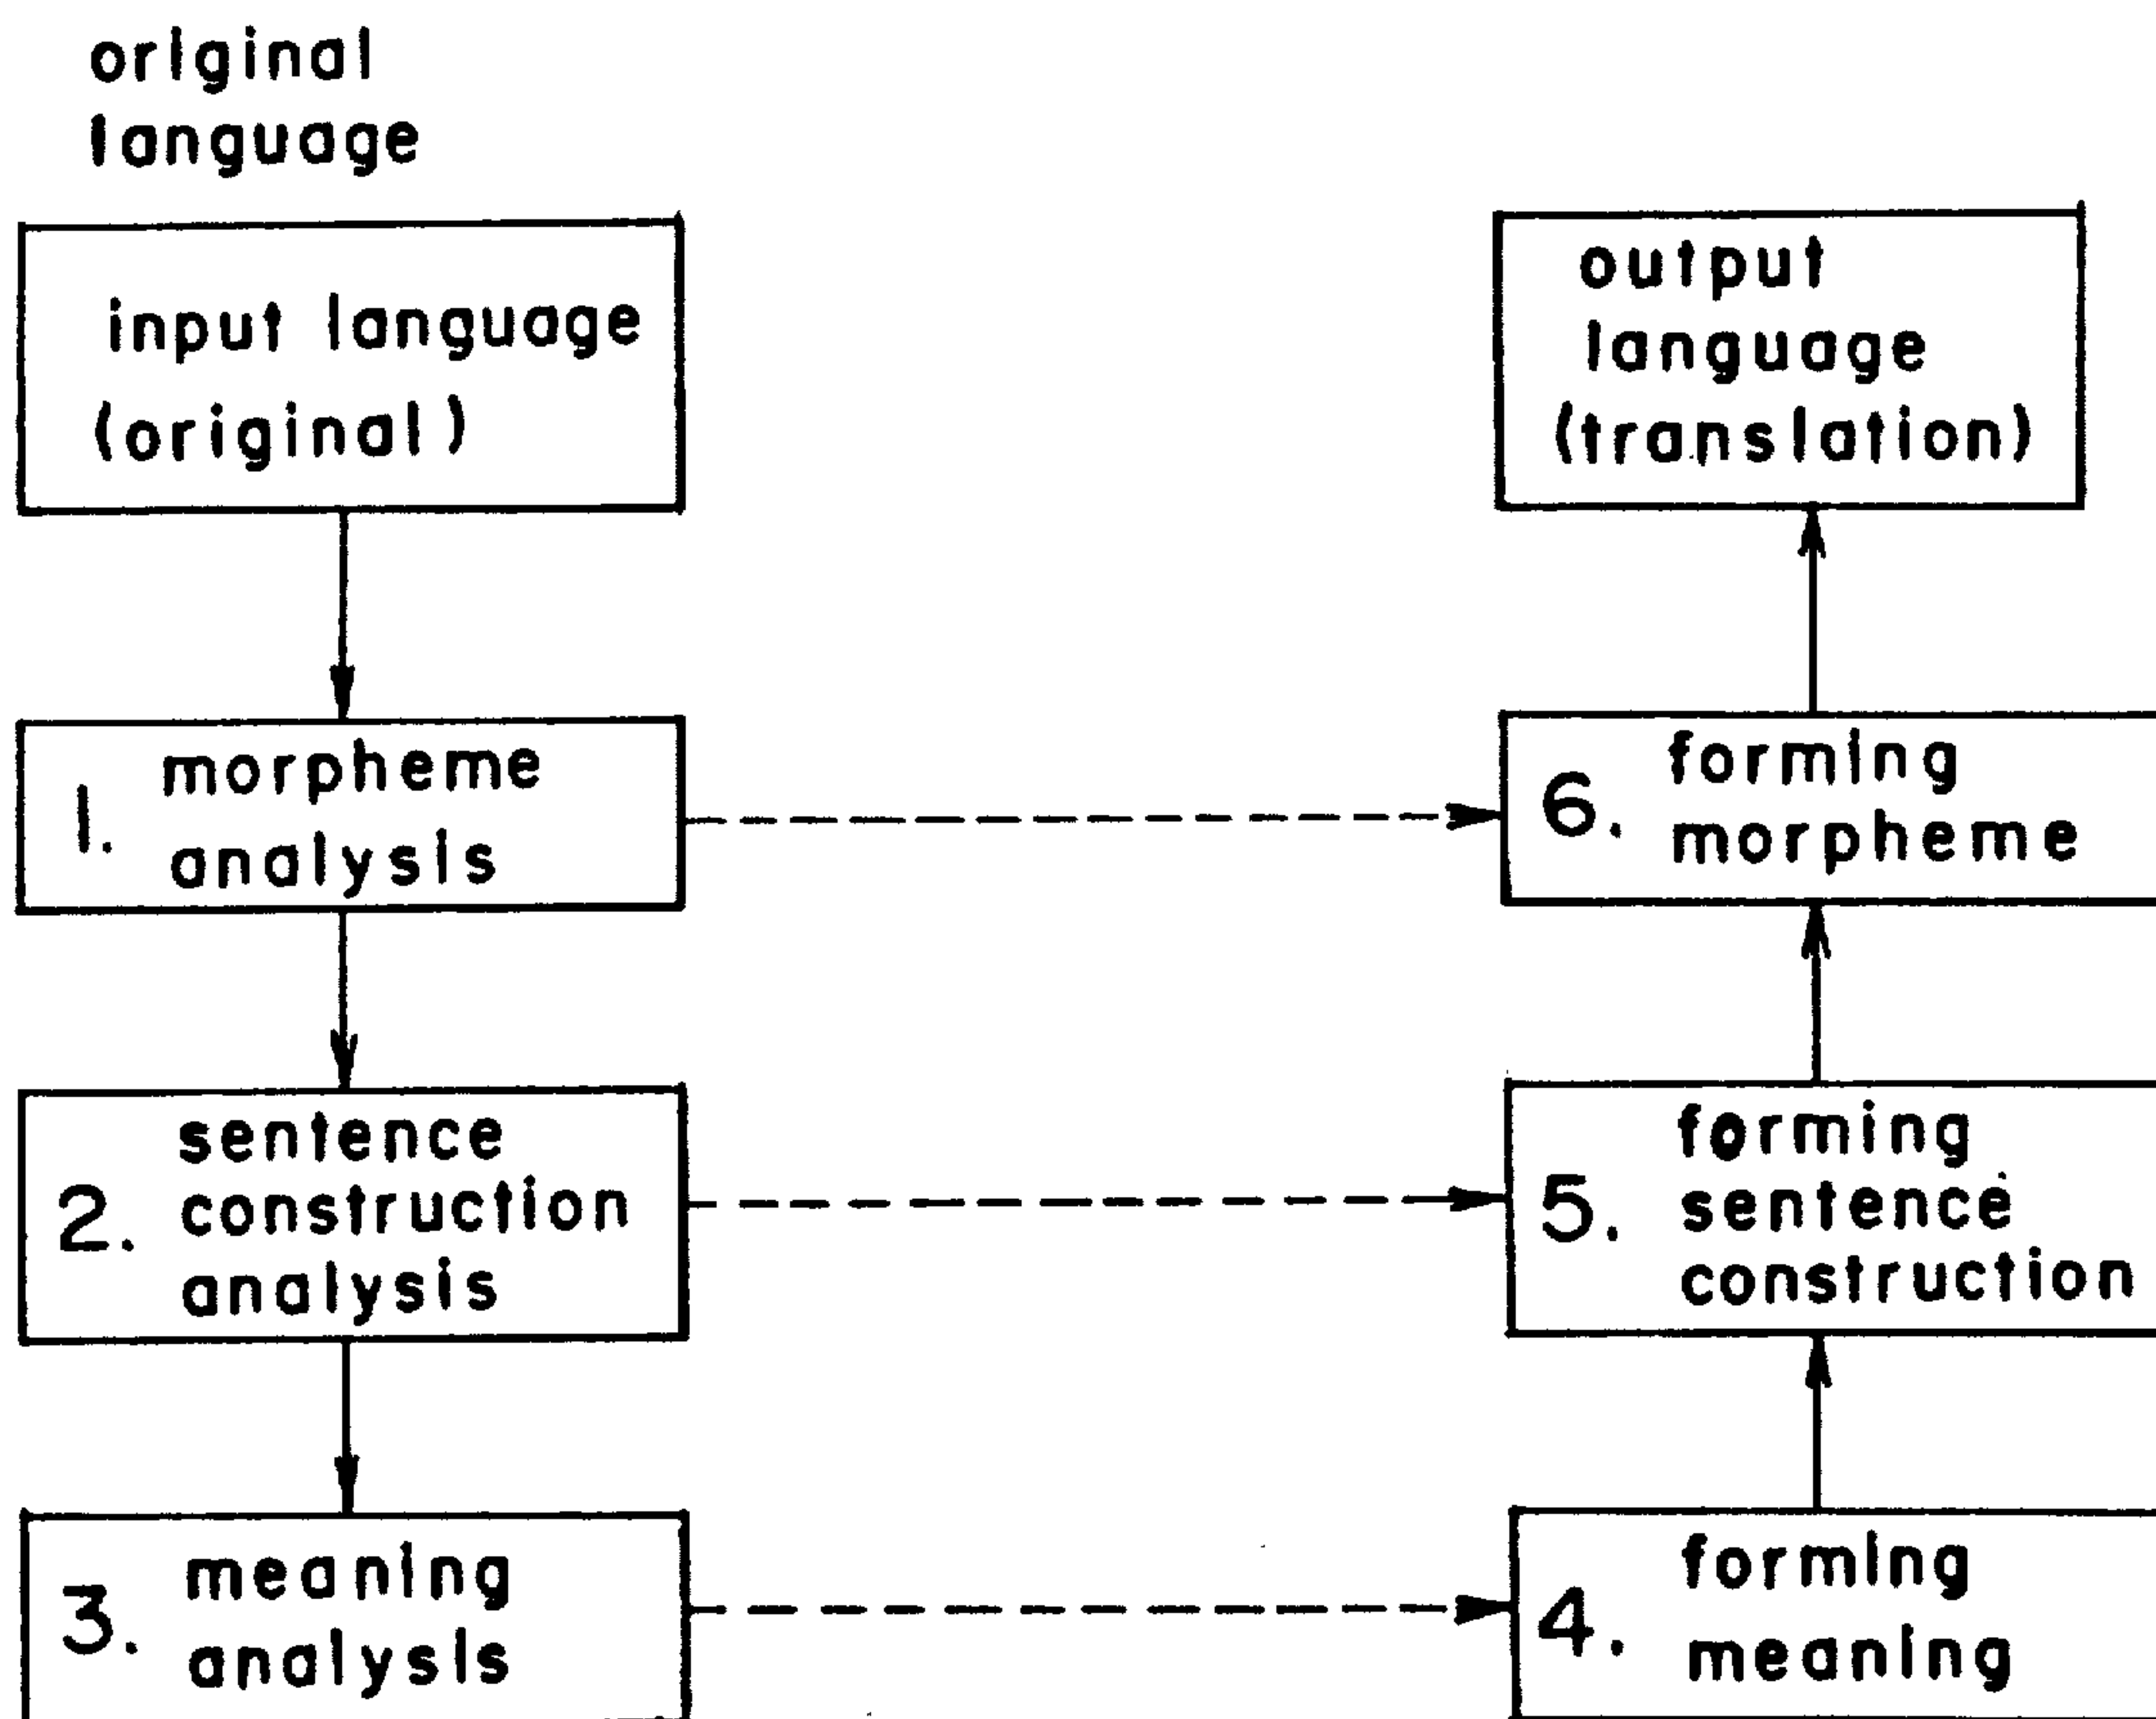 original
language
input language
(original)
output
language
(translation)
1. morpheme
analysis
6. forming
morpheme
2. sentence
construction
analysis
5. forming
sentence
construction
3. meaning
analysis
4. forming
meaning